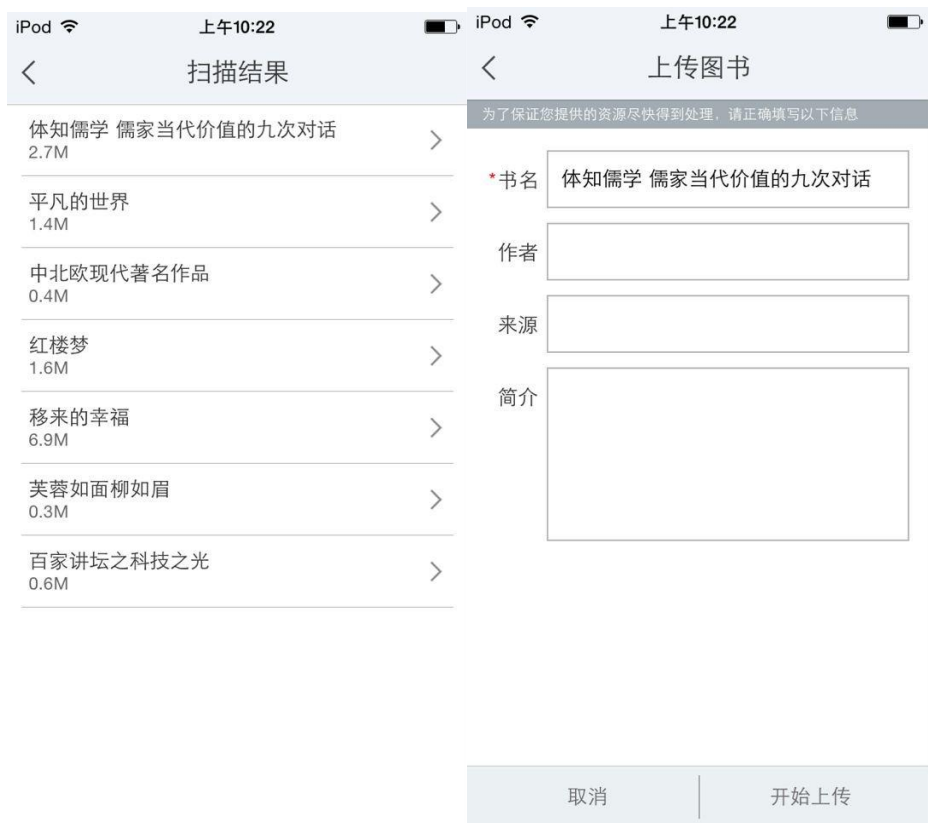 iPod 上午10:22
扫描结果
体知儒学 儒家当代价值的九次对话
2.7M
平凡的世界
1.4M
中北欧现代著名作品
0.4M
红楼梦
1.6M
移来的幸福
6.9M
芙蓉如面柳如眉
0.3M
百家讲坛之科技之光
0.6M
iPod 上午10:22
上传图书
为了保证您提供的资源尽快得到处理，请正确填写以下信息
*书名 体知儒学 儒家当代价值的九次对话
作者
来源
简介
取消 开始上传